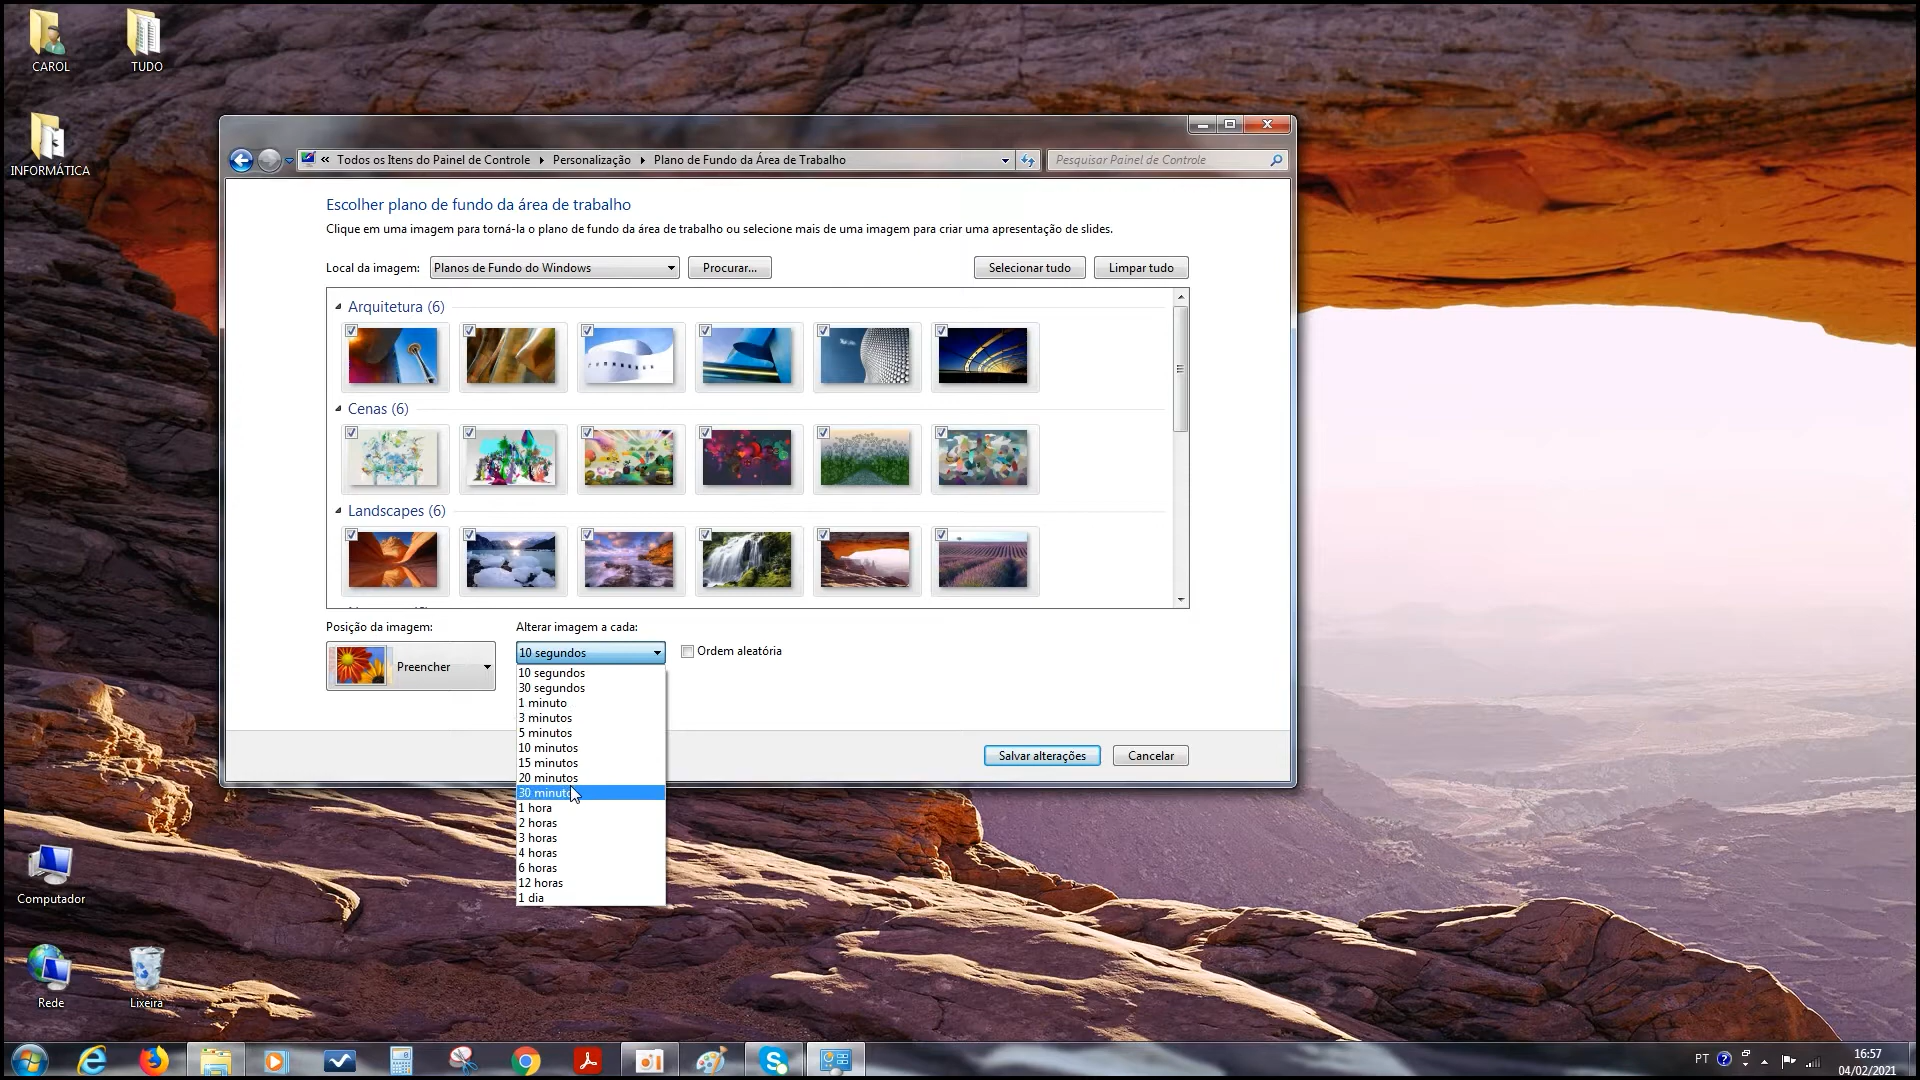 CAROL
TUDO
INFORMÁTICA
« Todos os Itens do Painel de Controle Personalização Plano de Fundo da Área de Trabalho
Pesquisar Painel de Controle
Escolher plano de fundo da área de trabalho
Clique em uma imagem para torná-la o plano de fundo da área de trabalho ou selecione mais de uma imagem para criar uma apresentação de slides.
Local da imagem: Planos de Fundo do Windows Procurar... Selecionar tudo Limpar tudo
Arquitetura (6)
Cenas (6)
Landscapes (6)
Posição da imagem: Alterar imagem a cada:
Preencher
10 segundos
Ordem aleatória
10 segundos
30 segundos
1 minuto
3 minutos
5 minutos
10 minutos
15 minutos
20 minutos
30 minuto
1 hora
2 horas
3 horas
4 horas
6 horas
12 horas
1 dia
Salvar alterações Cancelar
Computador
Rede
Lixeira
PT
16:57
04/02/2021